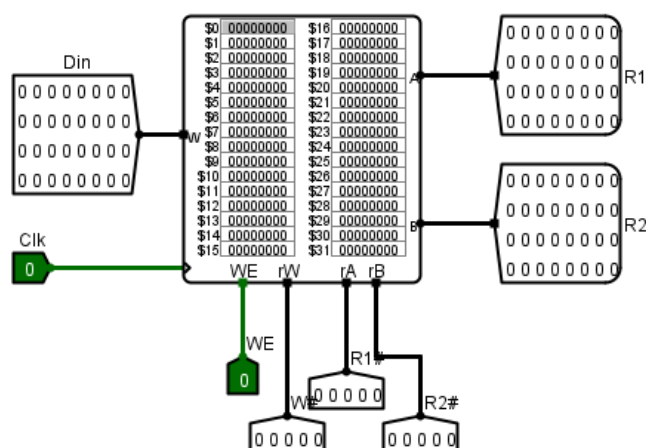 Din
0 0 0 0 0 0 0 0
0 0 0 0 0 0 0 0
0 0 0 0 0 0 0 0
0 0 0 0 0 0 0 0
Clk
0
$0 00000000 $16 00000000
$1 00000000 $17 00000000
$2 00000000 $18 00000000
$3 00000000 $19 00000000
$4 00000000 $20 00000000
$5 00000000 $21 00000000
$6 00000000 $22 00000000
$7 00000000 $23 00000000
$8 00000000 $24 00000000
$9 00000000 $25 00000000
$10 00000000 $26 00000000
$11 00000000 $27 00000000
$12 00000000 $28 00000000
$13 00000000 $29 00000000
$14 00000000 $30 00000000
$15 00000000 $31 00000000
W
A
B
WE rW rA rB
0 0 0 0 0 0 0 0
0 0 0 0 0 0 0 0
0 0 0 0 0 0 0 0
0 0 0 0 0 0 0 0
R1
0 0 0 0 0 0 0 0
0 0 0 0 0 0 0 0
0 0 0 0 0 0 0 0
0 0 0 0 0 0 0 0
R2
WE
0
R1#
0 0 0 0 0
W#
0 0 0 0 0
R2#
0 0 0 0 0